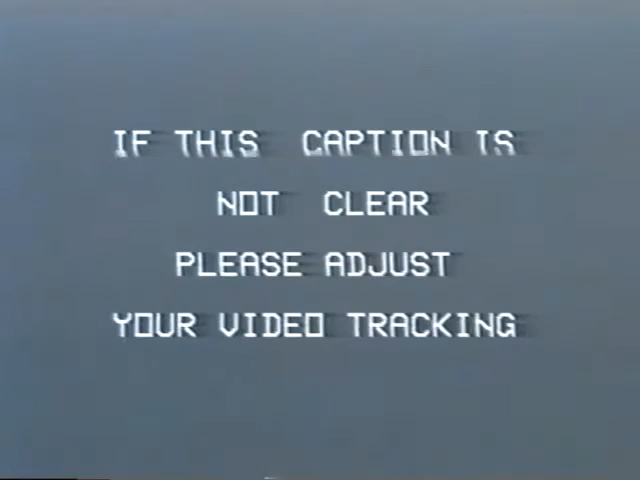 IF THIS CAPTION IS
NOT CLEAR
PLEASE ADJUST
YOUR VIDEO TRACKING